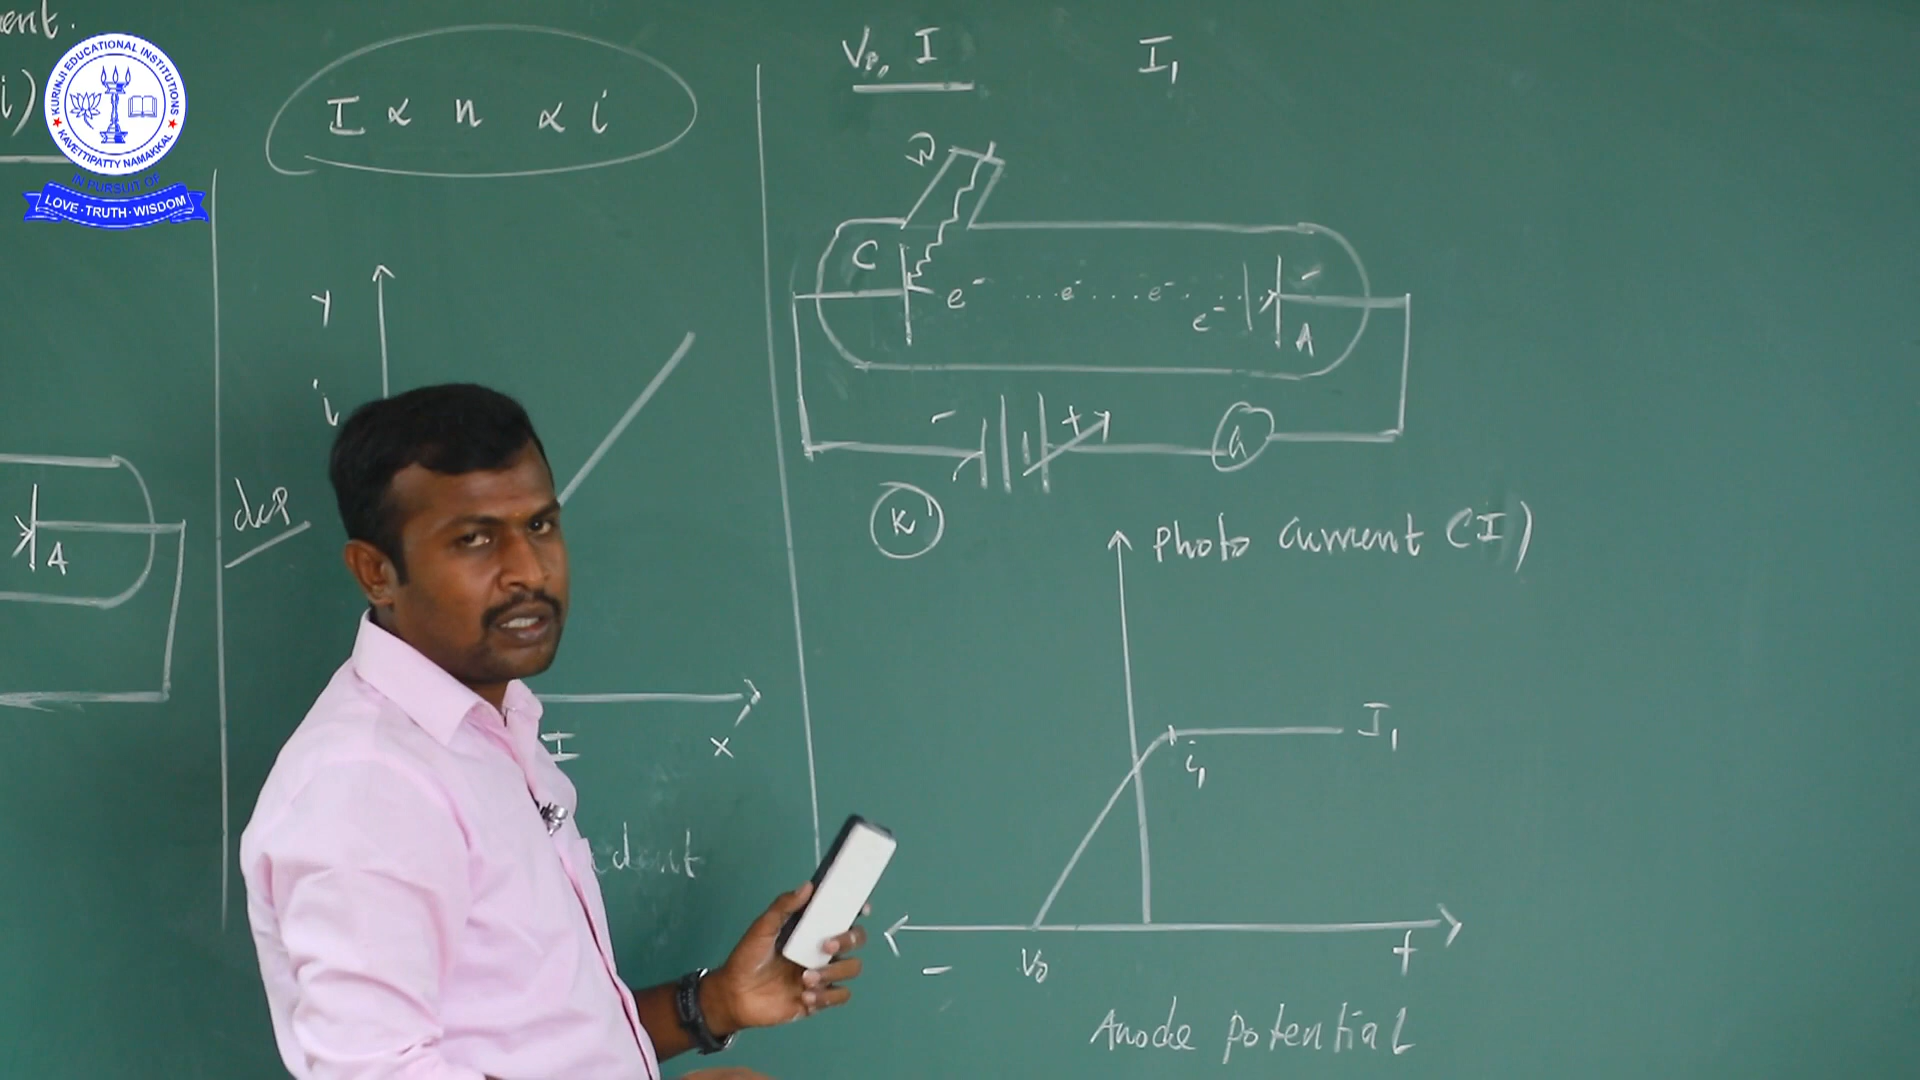 ent.
i)
KURINJI EDUCATIONAL INSTITUTIONS
KAVETTIPATTY NAMAKKAL
IN PURSUIT OF
LOVE · TRUTH · WISDOM
A
I ∝ n ∝ i
y
i
dep
I
x
dent
I
I₁
W
C
e⁻ e⁻ e⁻ e⁻
-
A
- +
G
K
Photo current (I)
I₁
i₁
- V₀ +
Anode potential